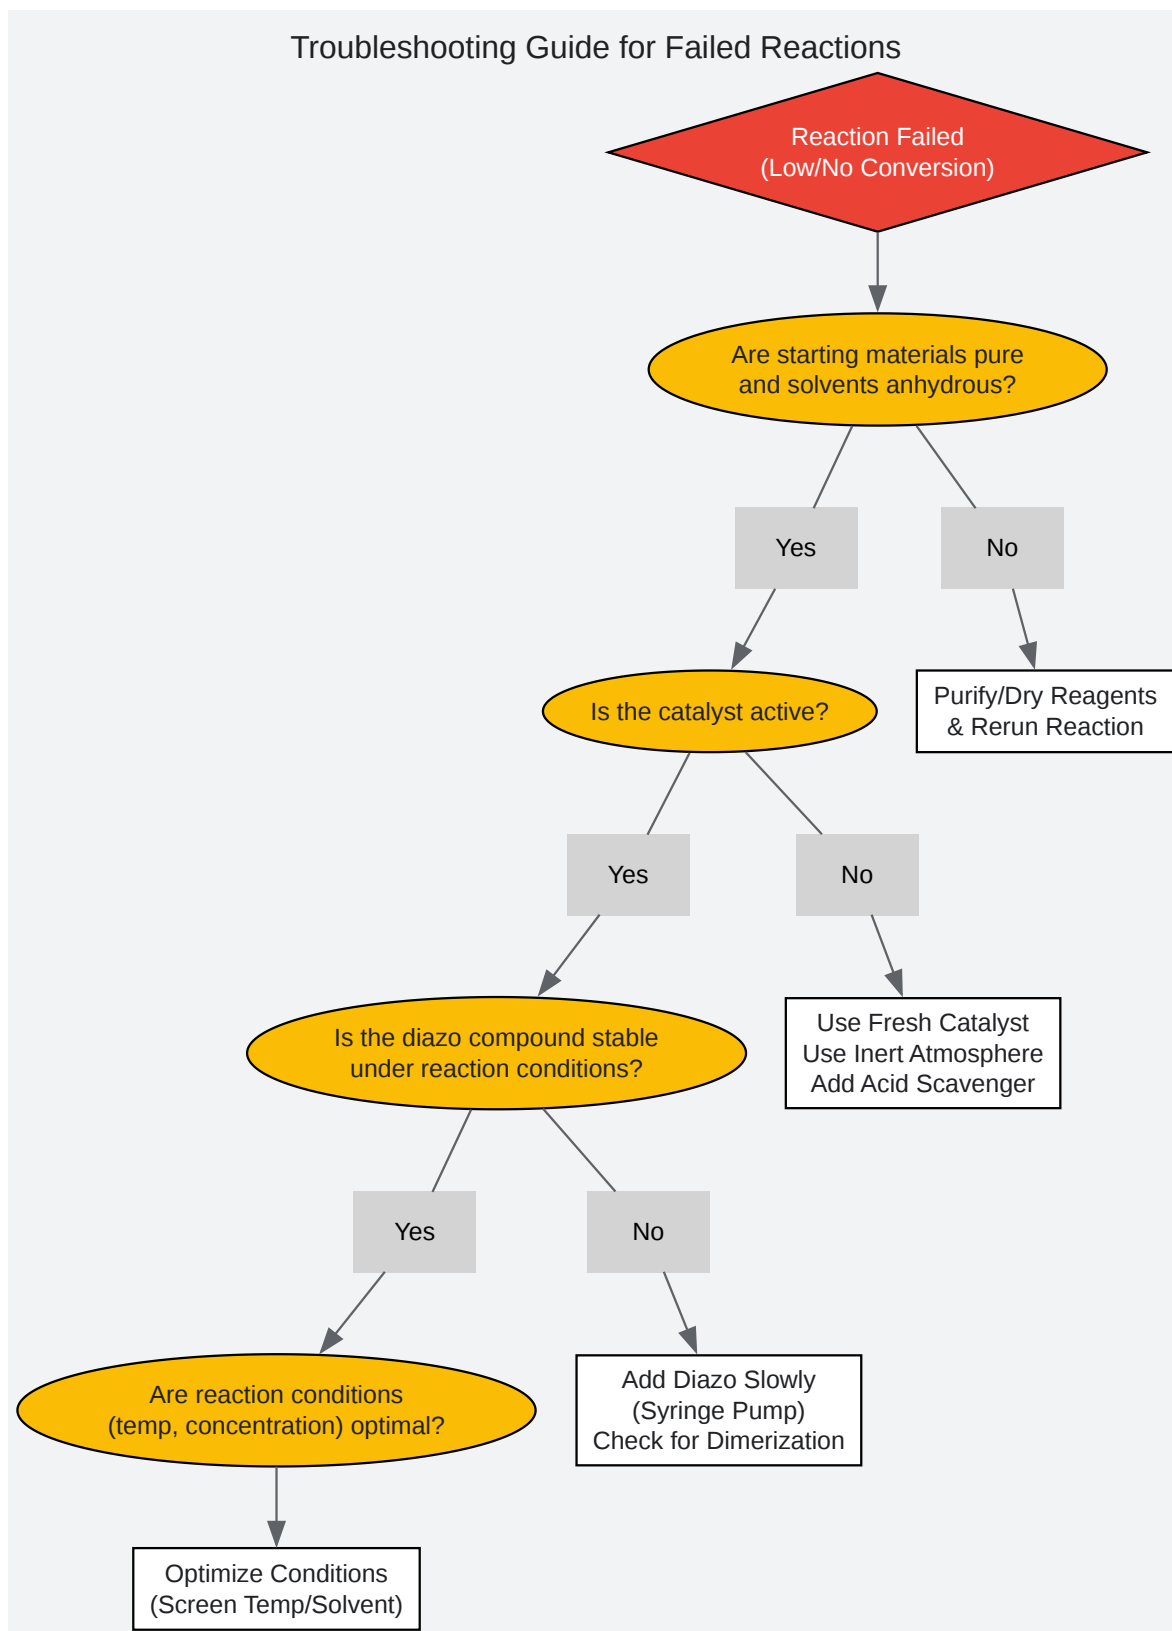 Troubleshooting Guide for Failed Reactions
Reaction Failed
(Low/No Conversion)
Are starting materials pure
and solvents anhydrous?
Yes
No
Is the catalyst active?
Purify/Dry Reagents
& Rerun Reaction
Yes
No
Is the diazo compound stable
under reaction conditions?
Use Fresh Catalyst
Use Inert Atmosphere
Add Acid Scavenger
Yes
No
Are reaction conditions
(temp, concentration) optimal?
Add Diazo Slowly
(Syringe Pump)
Check for Dimerization
Optimize Conditions
(Screen Temp/Solvent)